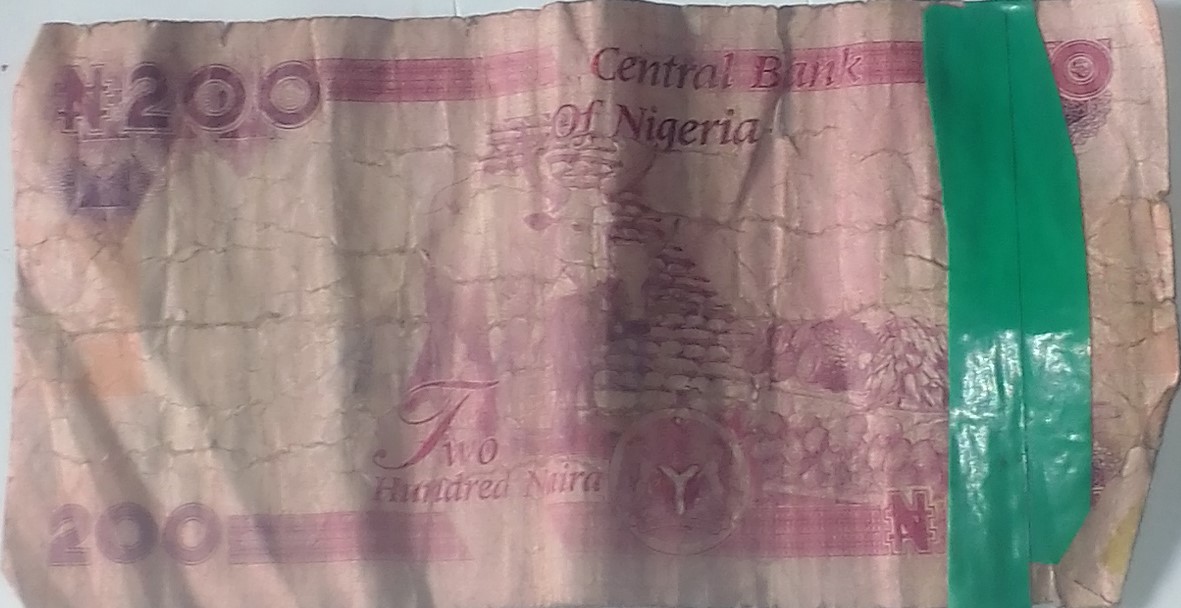 ₦200
Central Bank
Of Nigeria
Two
Hundred Naira
200
₦